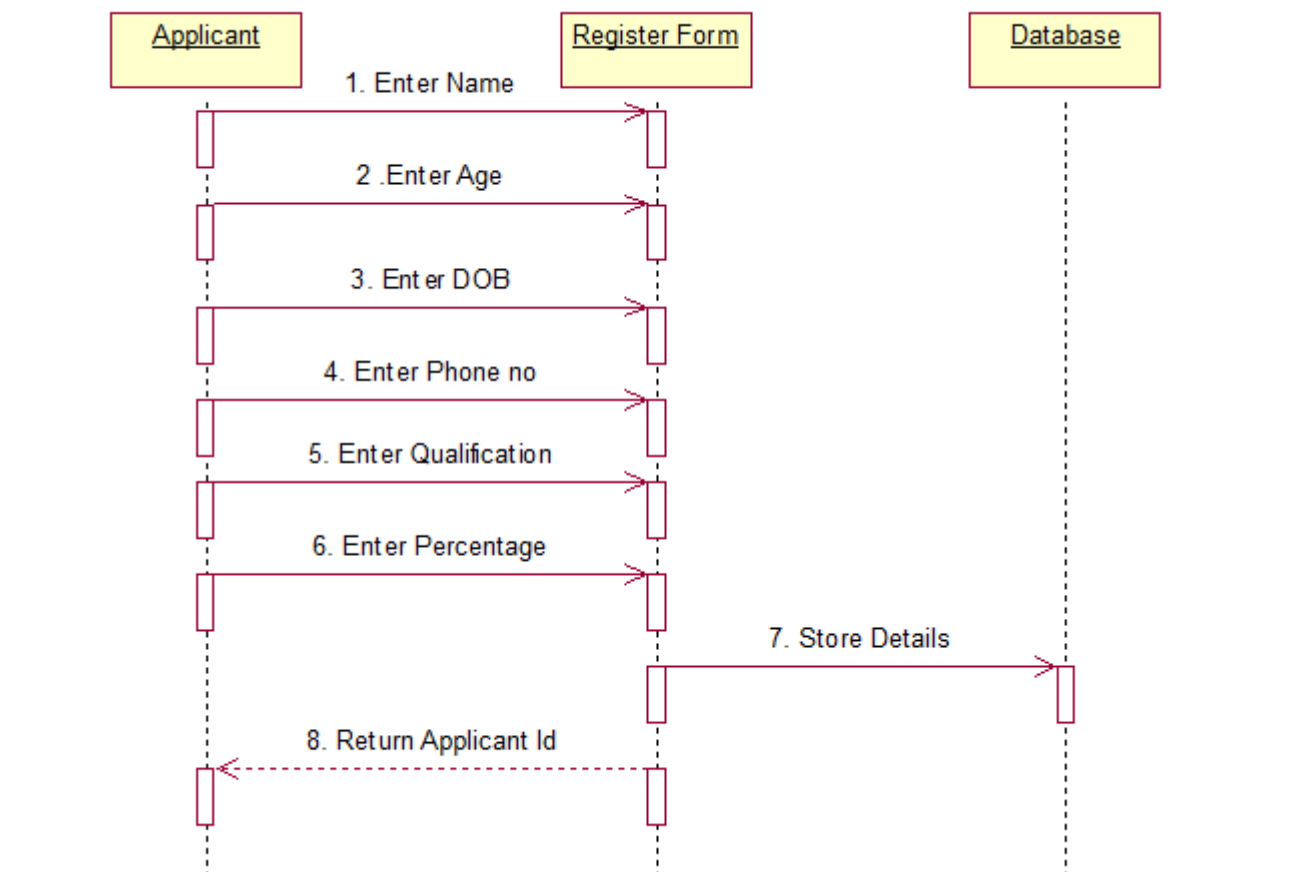 Applicant
Register Form
Database
1. Enter Name
2 .Enter Age
3. Enter DOB
4. Enter Phone no
5. Enter Qualification
6. Enter Percentage
7. Store Details
8. Return Applicant Id